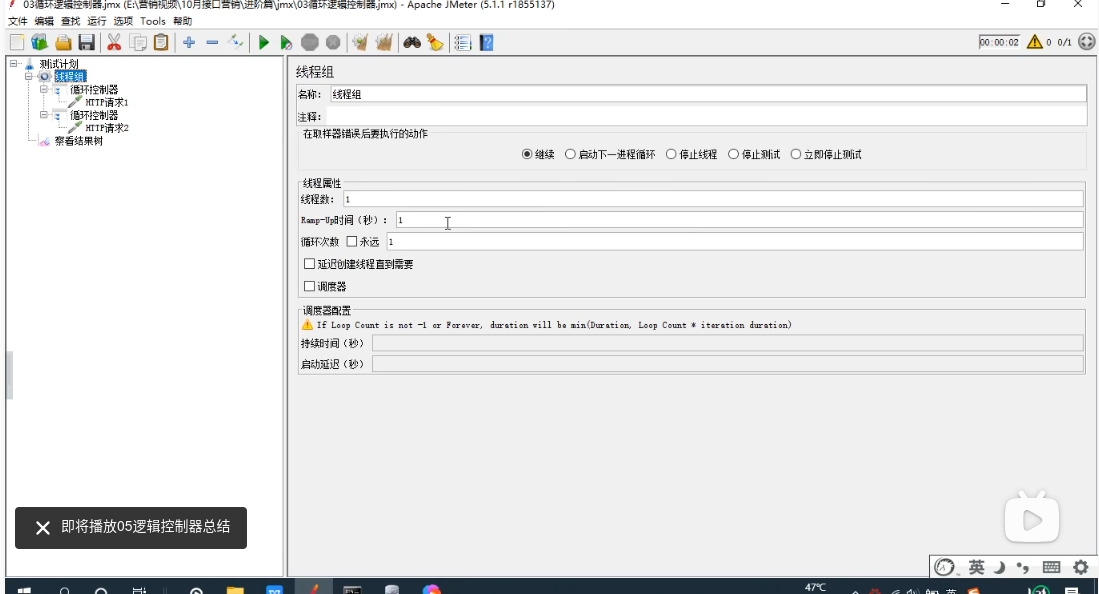 03循环逻辑控制器.jmx (E:\营销视频\10月接口营销\进阶篇\jmx\03循环逻辑控制器.jmx) - Apache JMeter (5.1.1 r1855137)
文件 编辑 查找 运行 选项 Tools 帮助
00:00:02 0 0/1
测试计划
线程组
循环控制器
HTTP请求1
循环控制器
HTTP请求2
察看结果树
线程组
名称: 线程组
注释:
在取样器错误后要执行的动作
继续 启动下一进程循环 停止线程 停止测试 立即停止测试
线程属性
线程数: 1
Ramp-Up时间(秒): 1
循环次数 永远 1
延迟创建线程直到需要
调度器
调度器配置
If Loop Count is not -1 or Forever, duration will be min(Duration, Loop Count * iteration duration)
持续时间(秒)
启动延迟(秒)
即将播放05逻辑控制器总结
英
47℃